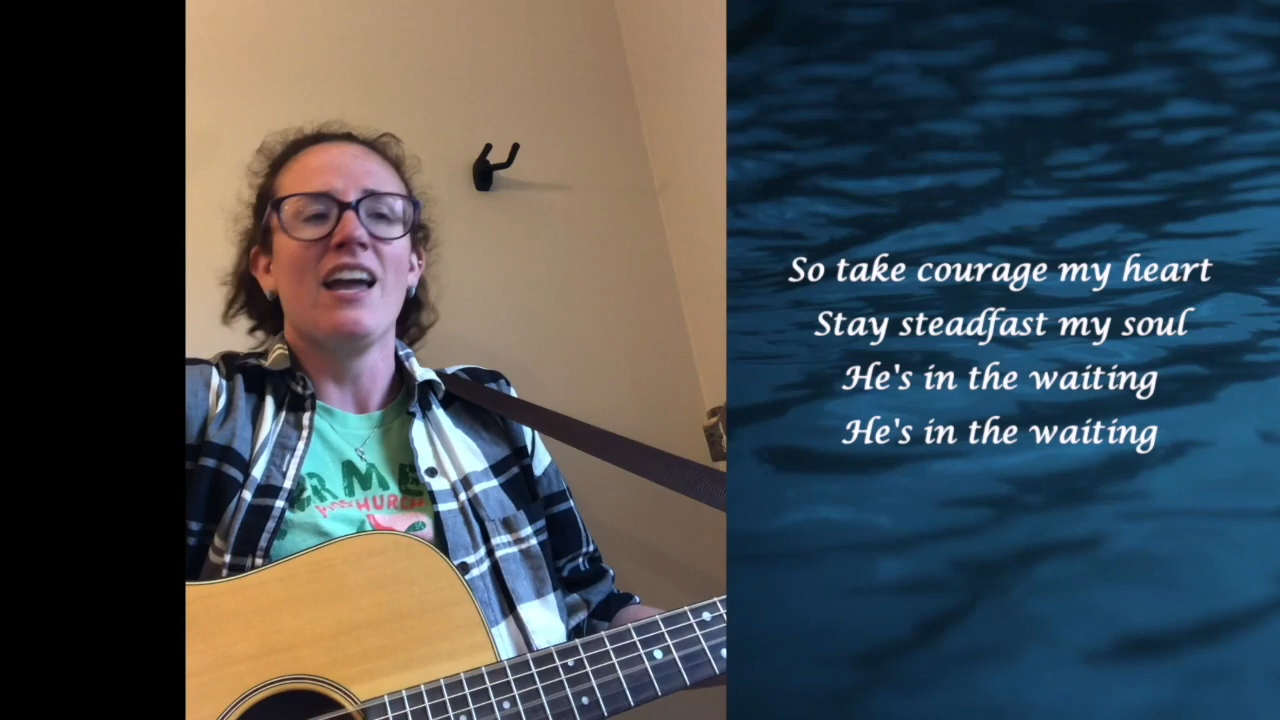 So take courage my heart
Stay steadfast my soul
He's in the waiting
He's in the waiting